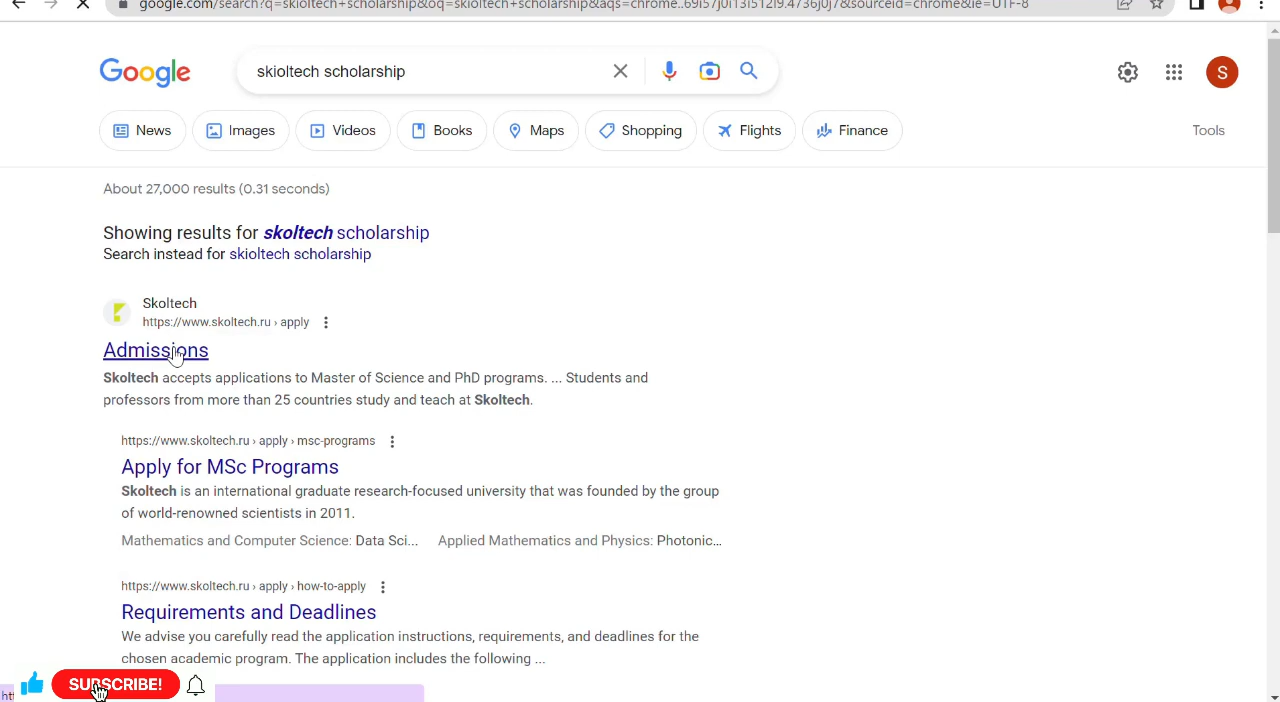 google.com/search?q=skioltech+scholarship&oq=skioltech+scholarship&aqs=chrome..69i57j0i13i512l9.4736j0j7&sourceid=chrome&ie=UTF-8
Google
skioltech scholarship
S
News
Images
Videos
Books
Maps
Shopping
Flights
Finance
Tools
About 27,000 results (0.31 seconds)
Showing results for skoltech scholarship
Search instead for skioltech scholarship
Skoltech
https://www.skoltech.ru › apply
Admissions
Skoltech accepts applications to Master of Science and PhD programs. ... Students and
professors from more than 25 countries study and teach at Skoltech.
https://www.skoltech.ru › apply › msc-programs
Apply for MSc Programs
Skoltech is an international graduate research-focused university that was founded by the group
of world-renowned scientists in 2011.
Mathematics and Computer Science: Data Sci... Applied Mathematics and Physics: Photonic...
https://www.skoltech.ru › apply › how-to-apply
Requirements and Deadlines
We advise you carefully read the application instructions, requirements, and deadlines for the
chosen academic program. The application includes the following ...
SUBSCRIBE!